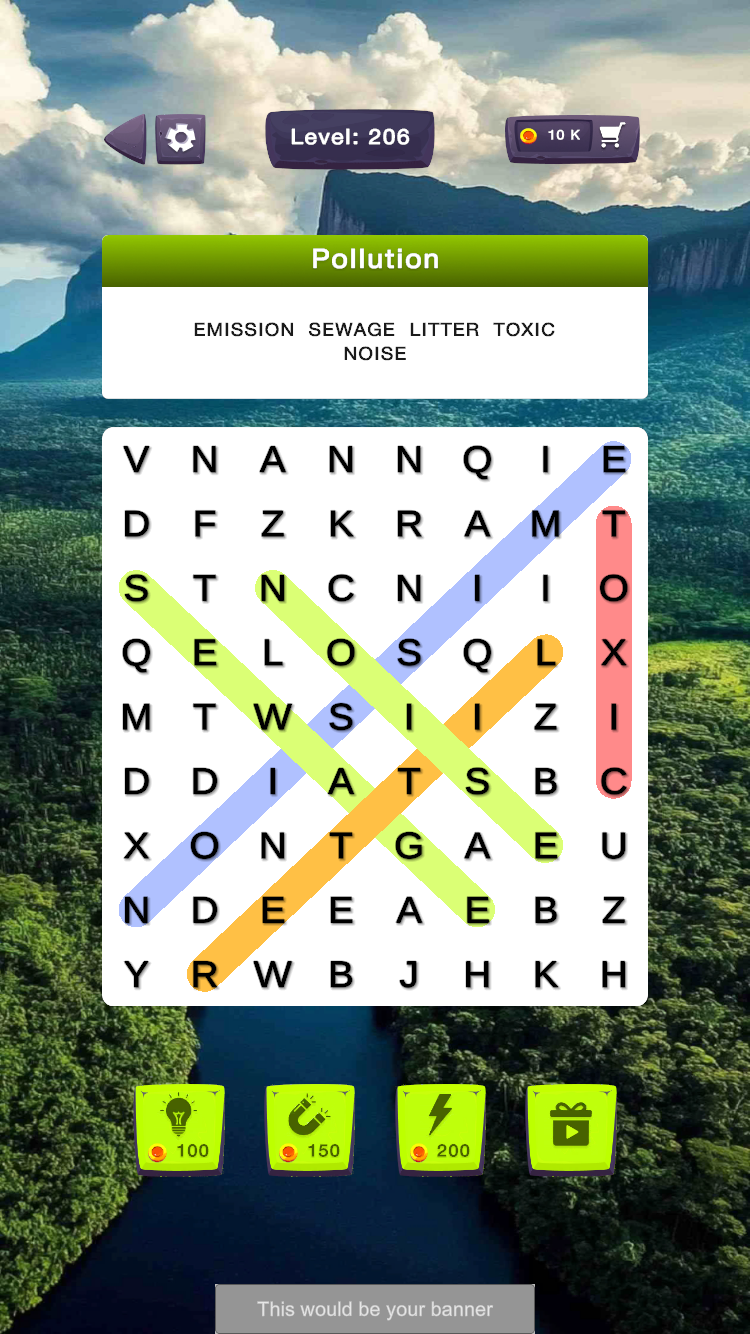 Level: 206
10 K
Pollution
EMISSION SEWAGE LITTER TOXIC
NOISE
V N A N N Q I E
D F Z K R A M T
S T N C N I I O
Q E L O S Q L X
M T W S I I Z I
D D I A T S B C
X O N T G A E U
N D E E A E B Z
Y R W B J H K H
100 150 200
This would be your banner